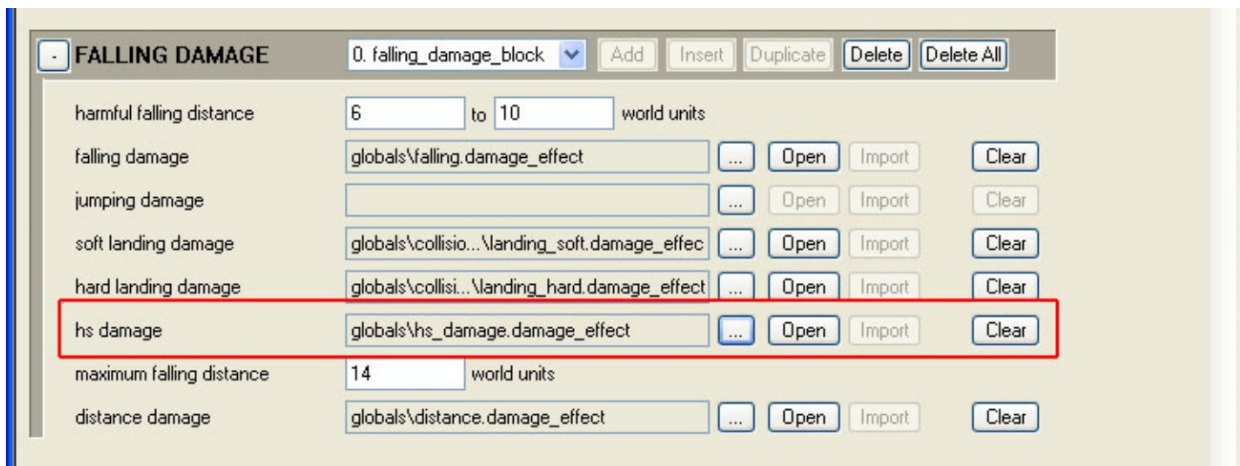 - FALLING DAMAGE 0. falling_damage_block Add Insert Duplicate Delete Delete All
harmful falling distance 6 to 10 world units
falling damage globals\falling.damage_effect ... Open Import Clear
jumping damage ... Open Import Clear
soft landing damage globals\collisio...\landing_soft.damage_effec ... Open Import Clear
hard landing damage globals\collisi...\landing_hard.damage_effect ... Open Import Clear
hs damage globals\hs_damage.damage_effect ... Open Import Clear
maximum falling distance 14 world units
distance damage globals\distance.damage_effect ... Open Import Clear